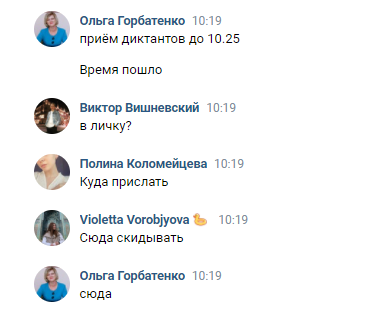 Ольга Горбатенко 10:19
приём диктантов до 10.25
Время пошло
Виктор Вишневский 10:19
в личку?
Полина Коломейцева 10:19
Куда прислать
Violetta Vorobjyova 10:19
Сюда скидывать
Ольга Горбатенко 10:19
сюда